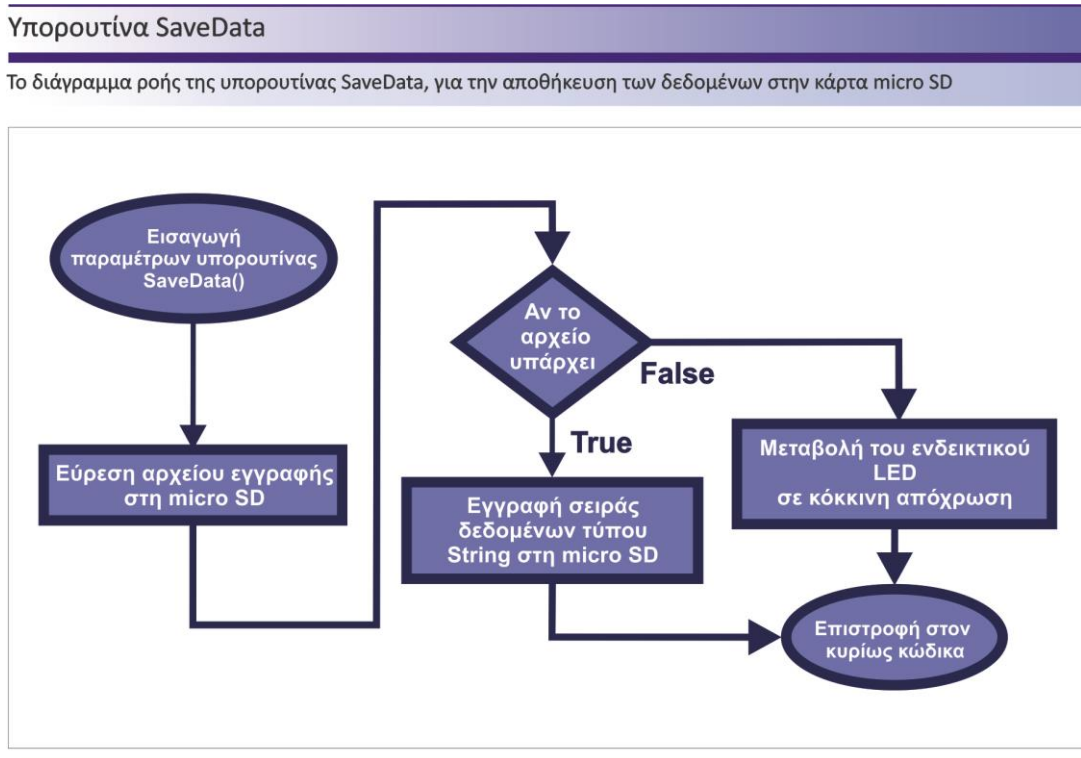 Υπορουτίνα SaveData
Το διάγραμμα ροής της υπορουτίνας SaveData, για την αποθήκευση των δεδομένων στην κάρτα micro SD
Εισαγωγή
παραμέτρων υπορουτίνας
SaveData()
Εύρεση αρχείου εγγραφής
στη micro SD
Αν το
αρχείο
υπάρχει
False
True
Εγγραφή σειράς
δεδομένων τύπου
String στη micro SD
Μεταβολή του ενδεικτικού
LED
σε κόκκινη απόχρωση
Επιστροφή στον
κυρίως κώδικα